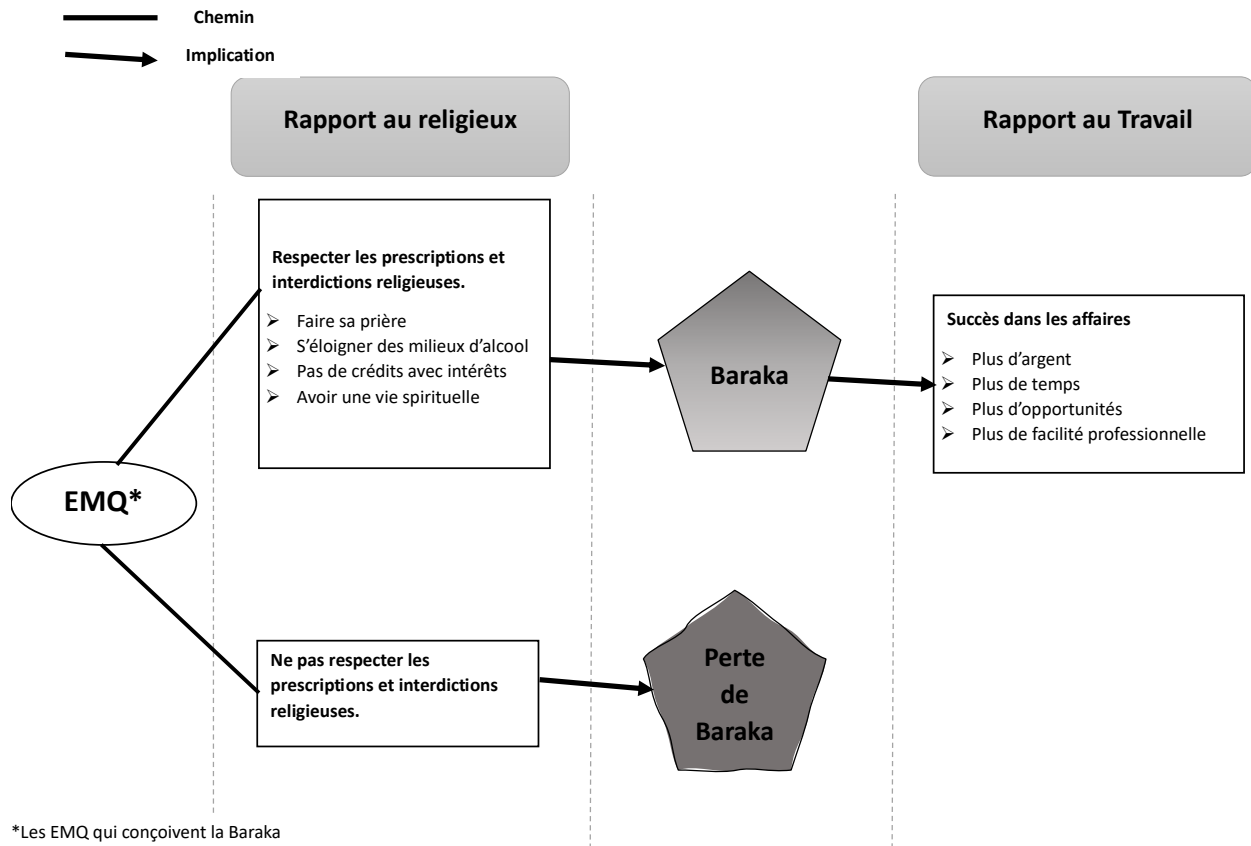 Chemin
Implication
Rapport au religieux
Rapport au Travail
Respecter les prescriptions et
interdictions religieuses.
➢ Faire sa prière
➢ S’éloigner des milieux d’alcool
➢ Pas de crédits avec intérêts
➢ Avoir une vie spirituelle
Baraka
Succès dans les affaires
➢ Plus d’argent
➢ Plus de temps
➢ Plus d’opportunités
➢ Plus de facilité professionnelle
EMQ*
Ne pas respecter les
prescriptions et interdictions
religieuses.
Perte
de
Baraka
*Les EMQ qui conçoivent la Baraka